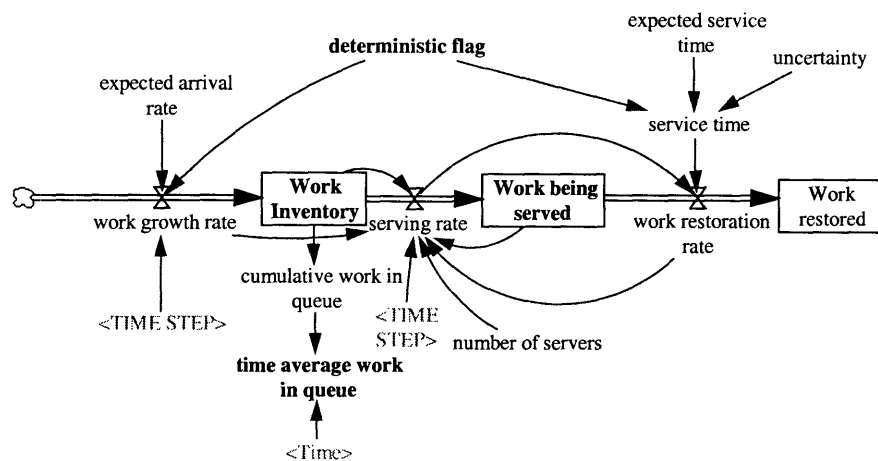 deterministic flag
expected service
time
uncertainty
expected arrival
rate
service time
Work
Inventory
Work being
served
Work
restored
work growth rate
serving rate
work restoration
rate
cumulative work in
queue
<TIME STEP>
<TIME
STEP>
number of servers
time average work
in queue
<Time>